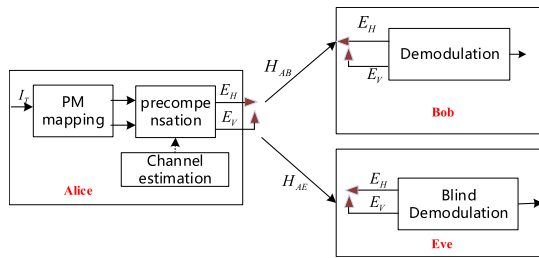 I_T
PM
mapping
precompe
nsation
E_H
E_V
Channel
estimation
Alice
H_AB
H_AE
E_H
E_V
Demodulation
Bob
E_H
E_V
Blind
Demodulation
Eve